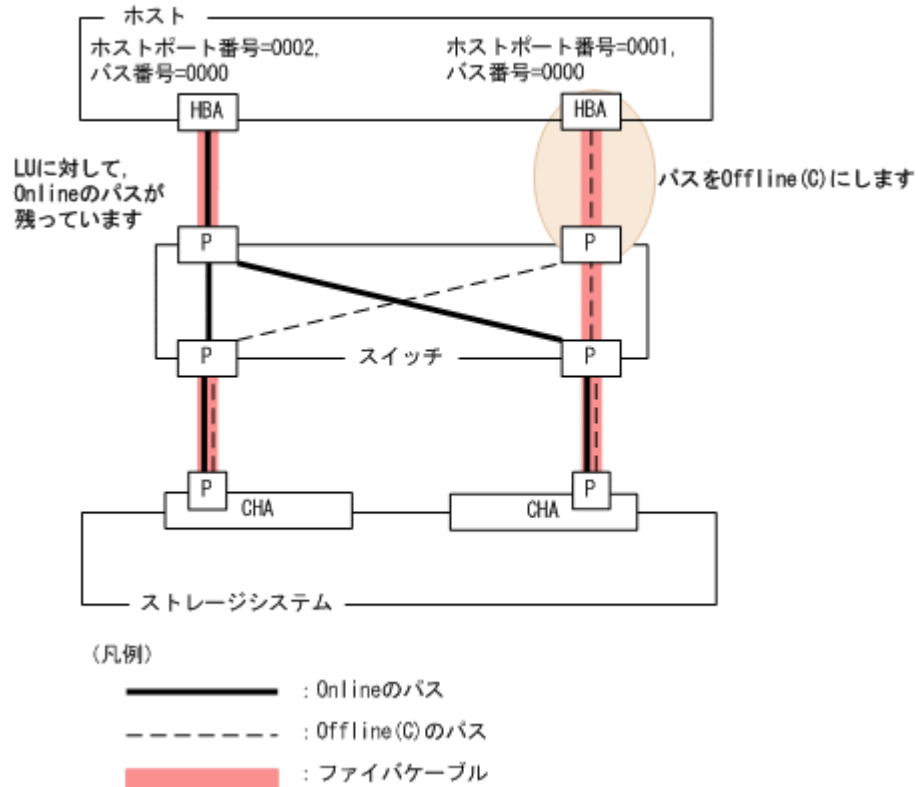 ホスト
ホストポート番号=0002,
バス番号=0000
ホストポート番号=0001,
バス番号=0000
HBA
HBA
LUに対して,
Onlineのパスが
残っています
パスをOffline(C)にします
P
P
P
スイッチ
P
P
P
CHA
CHA
ストレージシステム
(凡例)
: Onlineのパス
: Offline(C)のパス
: ファイバケーブル